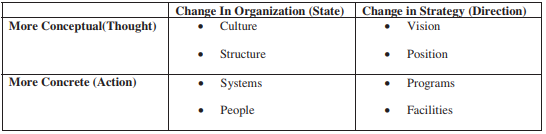 Change In Organization (State) Change in Strategy (Direction)
More Conceptual(Thought) • Culture • Vision
• Structure • Position
More Concrete (Action) • Systems • Programs
• People • Facilities